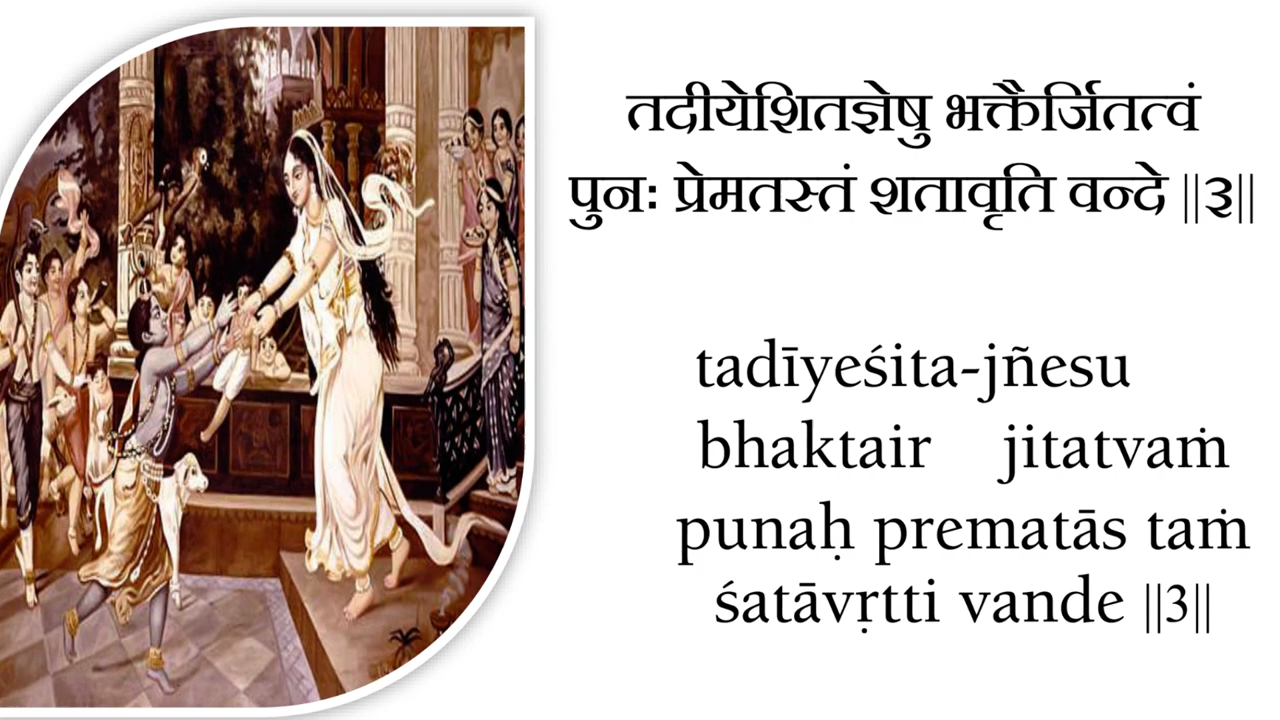 तदीयेशितज्ञेषु भक्तैर्जितत्वं
पुनः प्रेमतस्तं शतावृति वन्दे ||३||
tadīyeśita-jñesu
bhaktair jitatvaṁ
punaḥ prematās taṁ
śatāvṛtti vande ||3||